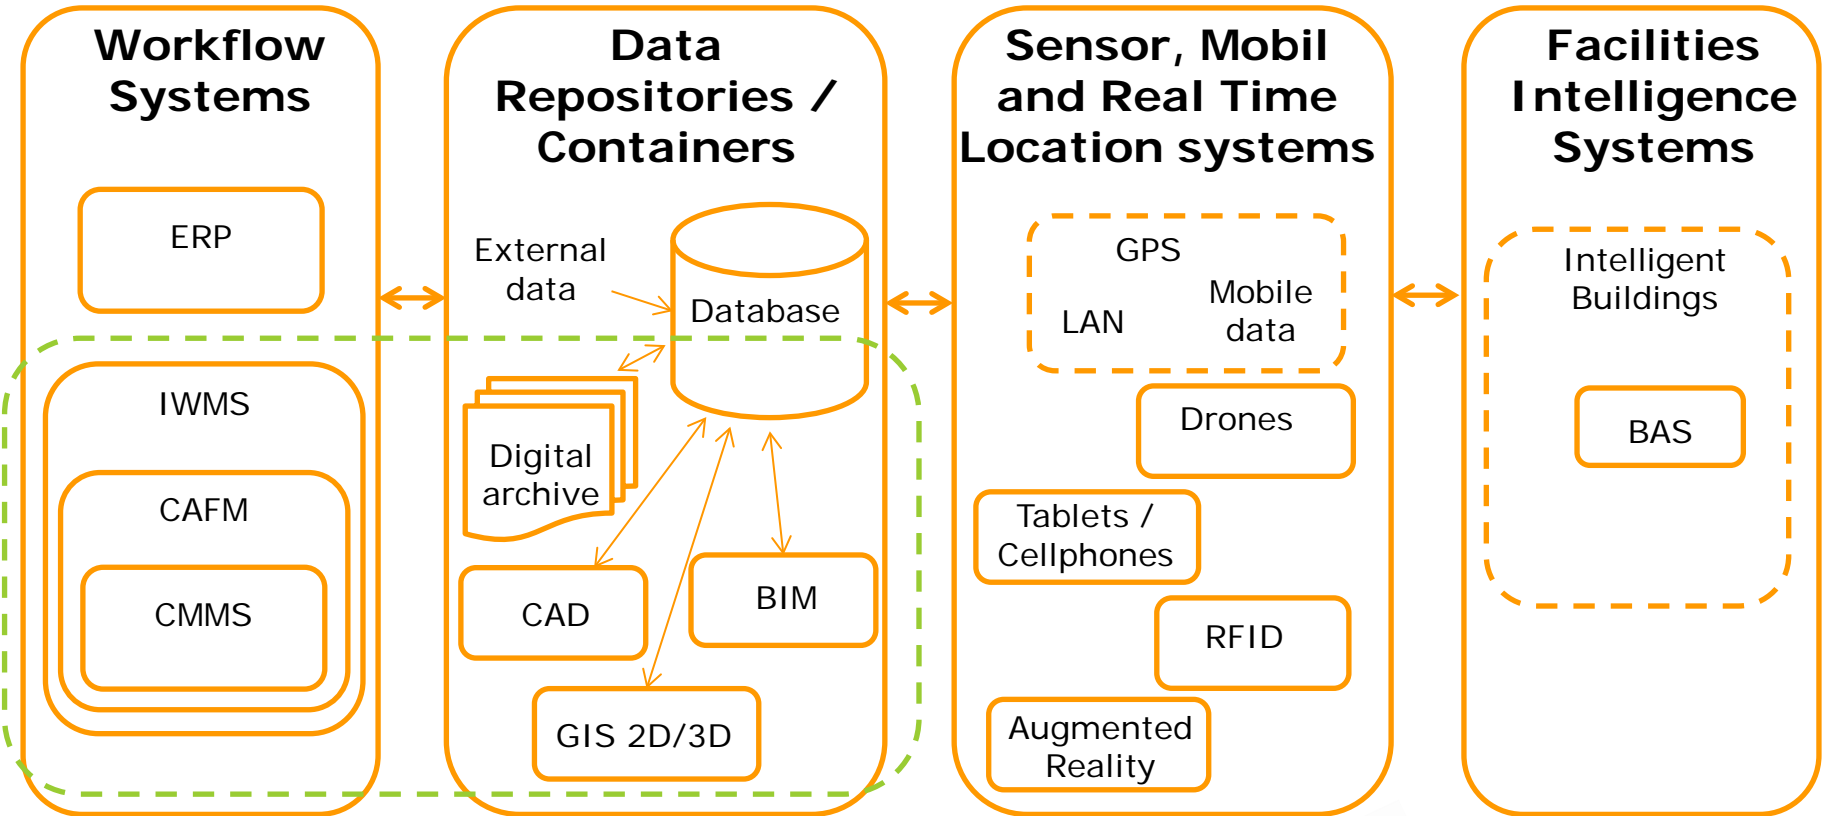 Workflow
Systems
ERP
IWMS
CAFM
CMMS
Data
Repositories /
Containers
External
data
Database
Digital
archive
CAD
BIM
GIS 2D/3D
Sensor, Mobil
and Real Time
Location systems
GPS
Mobile
data
LAN
Drones
Tablets /
Cellphones
RFID
Augmented
Reality
Facilities
Intelligence
Systems
Intelligent
Buildings
BAS